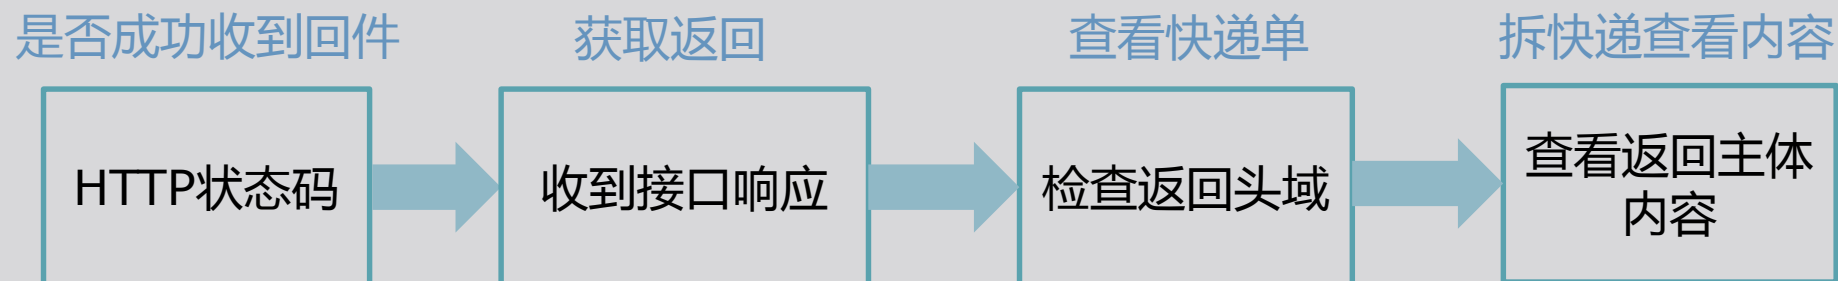 是否成功收到回件
获取返回
查看快递单
拆快递查看内容
HTTP状态码
收到接口响应
检查返回头域
查看返回主体
内容